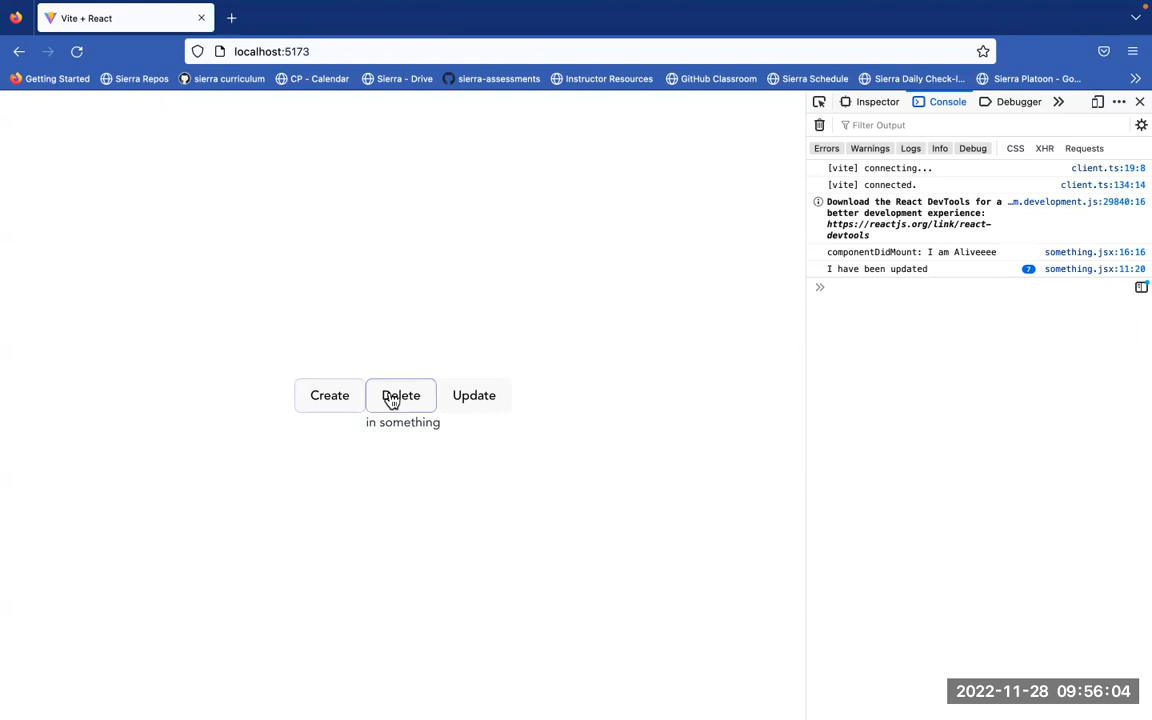 Vite + React
localhost:5173
Getting Started Sierra Repos sierra curriculum CP - Calendar Sierra - Drive sierra-assessments Instructor Resources GitHub Classroom Sierra Schedule Sierra Daily Check-I... Sierra Platoon - Go...
Inspector Console Debugger
Filter Output
Errors Warnings Logs Info Debug CSS XHR Requests
[vite] connecting... client.ts:19:8
[vite] connected. client.ts:134:14
Download the React DevTools for a …m.development.js:29840:16
better development experience:
https://reactjs.org/link/react-
devtools
componentDidMount: I am Aliveeee something.jsx:16:16
I have been updated 7 something.jsx:11:20
Create Delete Update
in something
2022-11-28 09:56:04